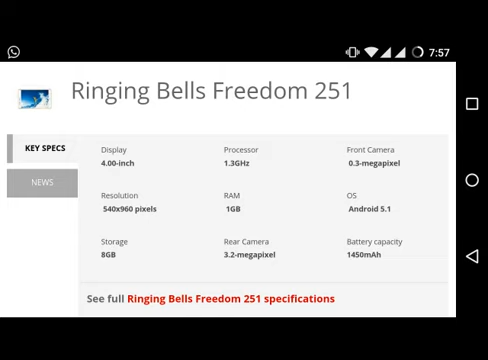 7:57
Ringing Bells Freedom 251
KEY SPECS
NEWS
Display
4.00-inch
Processor
1.3GHz
Front Camera
0.3-megapixel
Resolution
540x960 pixels
RAM
1GB
OS
Android 5.1
Storage
8GB
Rear Camera
3.2-megapixel
Battery capacity
1450mAh
See full Ringing Bells Freedom 251 specifications